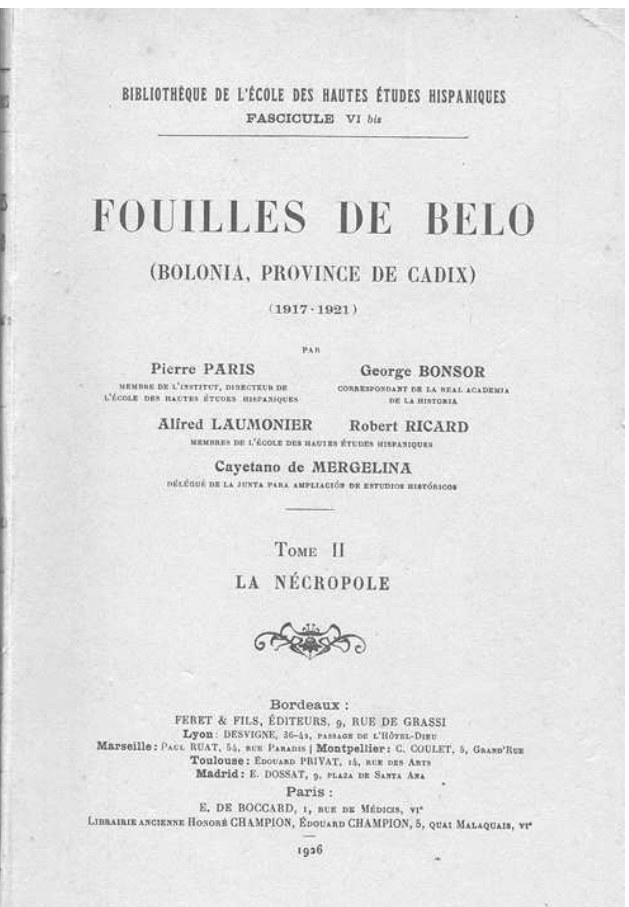 BIBLIOTHÈQUE DE L'ÉCOLE DES HAUTES ÉTUDES HISPANIQUES
FASCICULE VI bis
FOUILLES DE BELO
(BOLONIA, PROVINCE DE CADIX)
(1917-1921)
PAR
Pierre PARIS
MEMBRE DE L'INSTITUT, DIRECTEUR DE
L'ÉCOLE DES HAUTES ÉTUDES HISPANIQUES
George BONSOR
CORRESPONDANT DE LA REAL ACADEMIA
DE LA HISTORIA
Alfred LAUMONIER Robert RICARD
MEMBRES DE L'ÉCOLE DES HAUTES ÉTUDES HISPANIQUES
Cayetano de MERGELINA
DÉLÉGUÉ DE LA JUNTA PARA AMPLIACIÓN DE ESTUDIOS HISTÓRICOS
TOME II
LA NÉCROPOLE
Bordeaux :
FERET & FILS, ÉDITEURS, 9, RUE DE GRASSI
Lyon : DESVIGNE, 36-42, PASSAGE DE L'HÔTEL-DIEU
Marseille : PAUL RUAT, 54, RUE PARADIS | Montpellier : C. COULET, 5, GRAND'RUE
Toulouse : ÉDOUARD PRIVAT, 14, RUE DES ARTS
Madrid : E. DOSSAT, 9, PLAZA DE SANTA ANA
Paris :
E. DE BOCCARD, 1, RUE DE MÉDICIS, VIe
LIBRAIRIE ANCIENNE HONORÉ CHAMPION, ÉDOUARD CHAMPION, 5, QUAI MALAQUAIS, VIe
1926